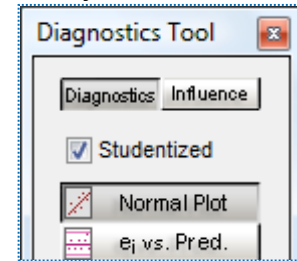 Diagnostics Tool
Diagnostics Influence
Studentized
Normal Plot
eᵢ vs. Pred.